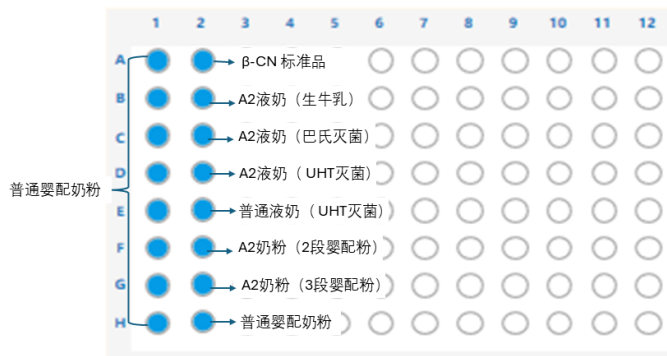 1 2 3 4 5 6 7 8 9 10 11 12
A β-CN 标准品
B A2液奶（生牛乳）
C A2液奶（巴氏灭菌）
D A2液奶（ UHT灭菌）
普通婴配奶粉
E 普通液奶（ UHT灭菌）
F A2奶粉（2段婴配粉）
G A2奶粉（3段婴配粉）
H 普通婴配奶粉